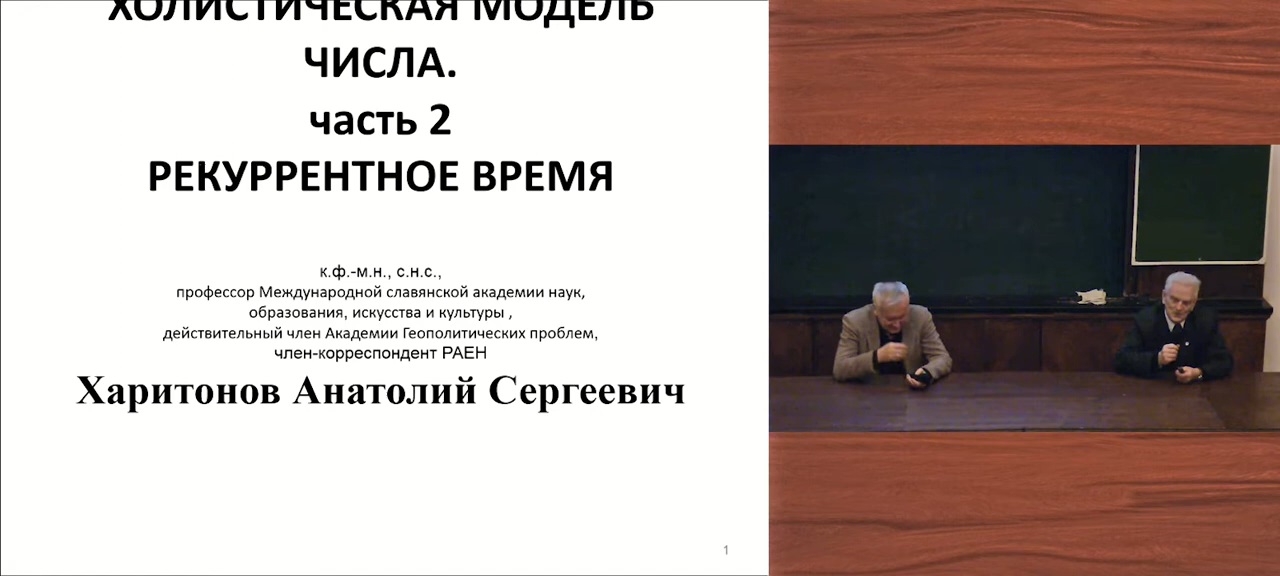 ХОЛИСТИЧЕСКАЯ МОДЕЛЬ
ЧИСЛА.
часть 2
РЕКУРРЕНТНОЕ ВРЕМЯ
к.ф.-м.н., с.н.с.,
профессор Международной славянской академии наук,
образования, искусства и культуры ,
действительный член Академии Геополитических проблем,
член-корреспондент РАЕН
Харитонов Анатолий Сергеевич
1